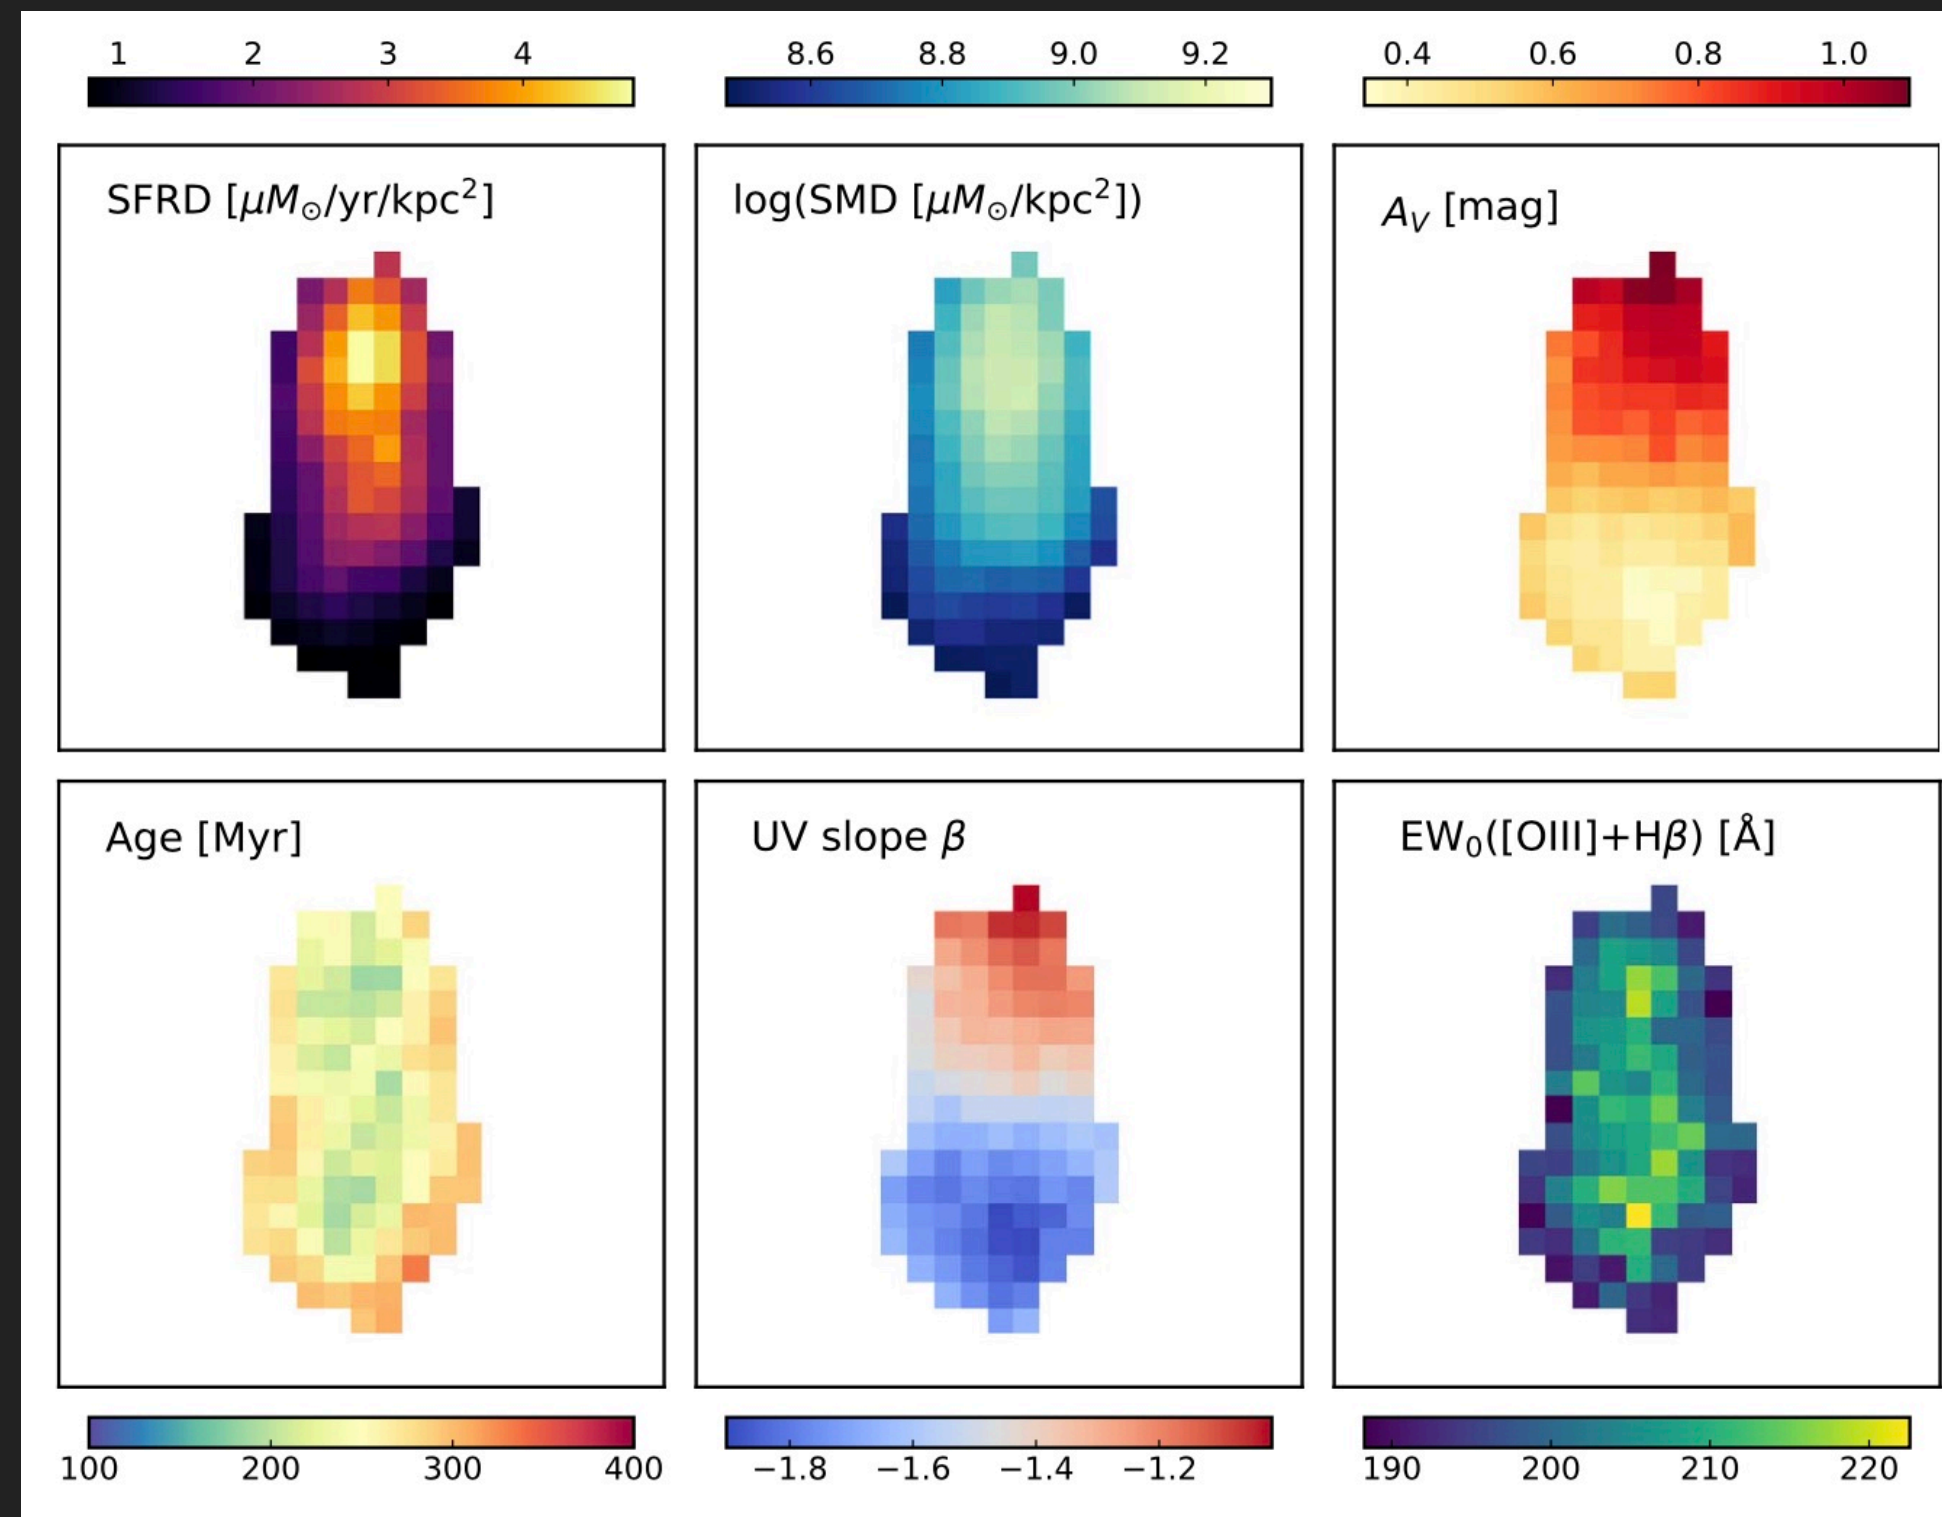 1 2 3 4
8.6 8.8 9.0 9.2
0.4 0.6 0.8 1.0
SFRD [μM⊙/yr/kpc²]
log(SMD [μM⊙/kpc²])
A_V [mag]
Age [Myr]
UV slope β
EW₀([OIII]+Hβ) [Å]
100 200 300 400
−1.8 −1.6 −1.4 −1.2
190 200 210 220